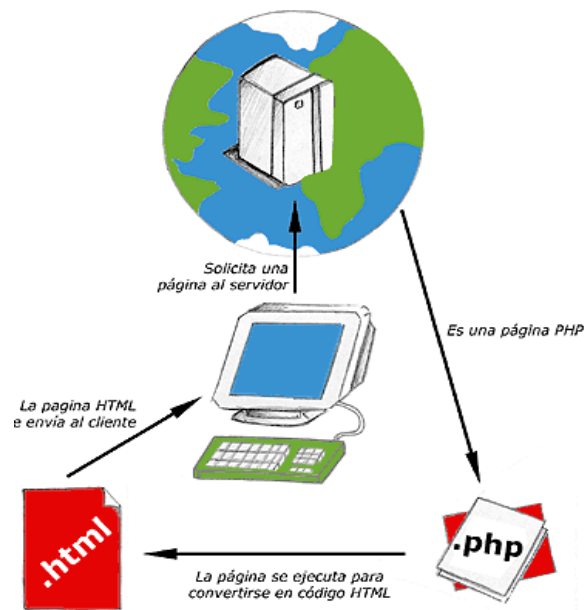 Solicita una
página al servidor
Es una página PHP
La pagina HTML
e envía al cliente
.html
.php
La página se ejecuta para
convertirse en código HTML